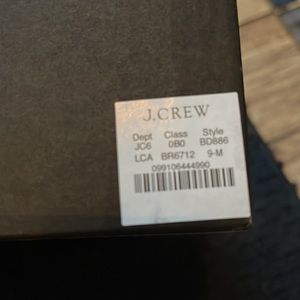 J.CREW
Dept Class Style
JC6 0B0 BD886
LCA BR6712 9-M
099106444990